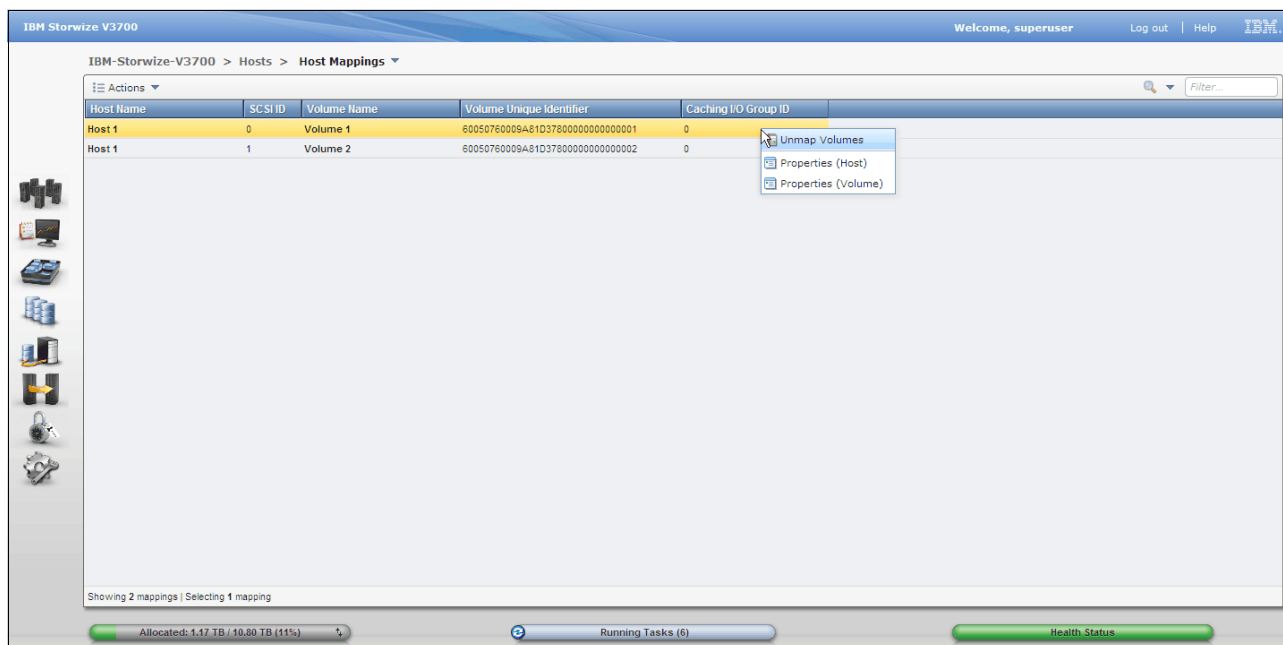 IBM Storwize V3700 Welcome, superuser Log out | Help IBM.
IBM-Storwize-V3700 > Hosts > Host Mappings
Actions Filter...
Host Name SCSI ID Volume Name Volume Unique Identifier Caching I/O Group ID
Host 1 0 Volume 1 60050760009A81D3780000000000000001 0
Host 1 1 Volume 2 60050760009A81D3780000000000000002 0
Unmap Volumes
Properties (Host)
Properties (Volume)
Showing 2 mappings | Selecting 1 mapping
Allocated: 1.17 TB / 10.80 TB (11%) Running Tasks (6) Health Status